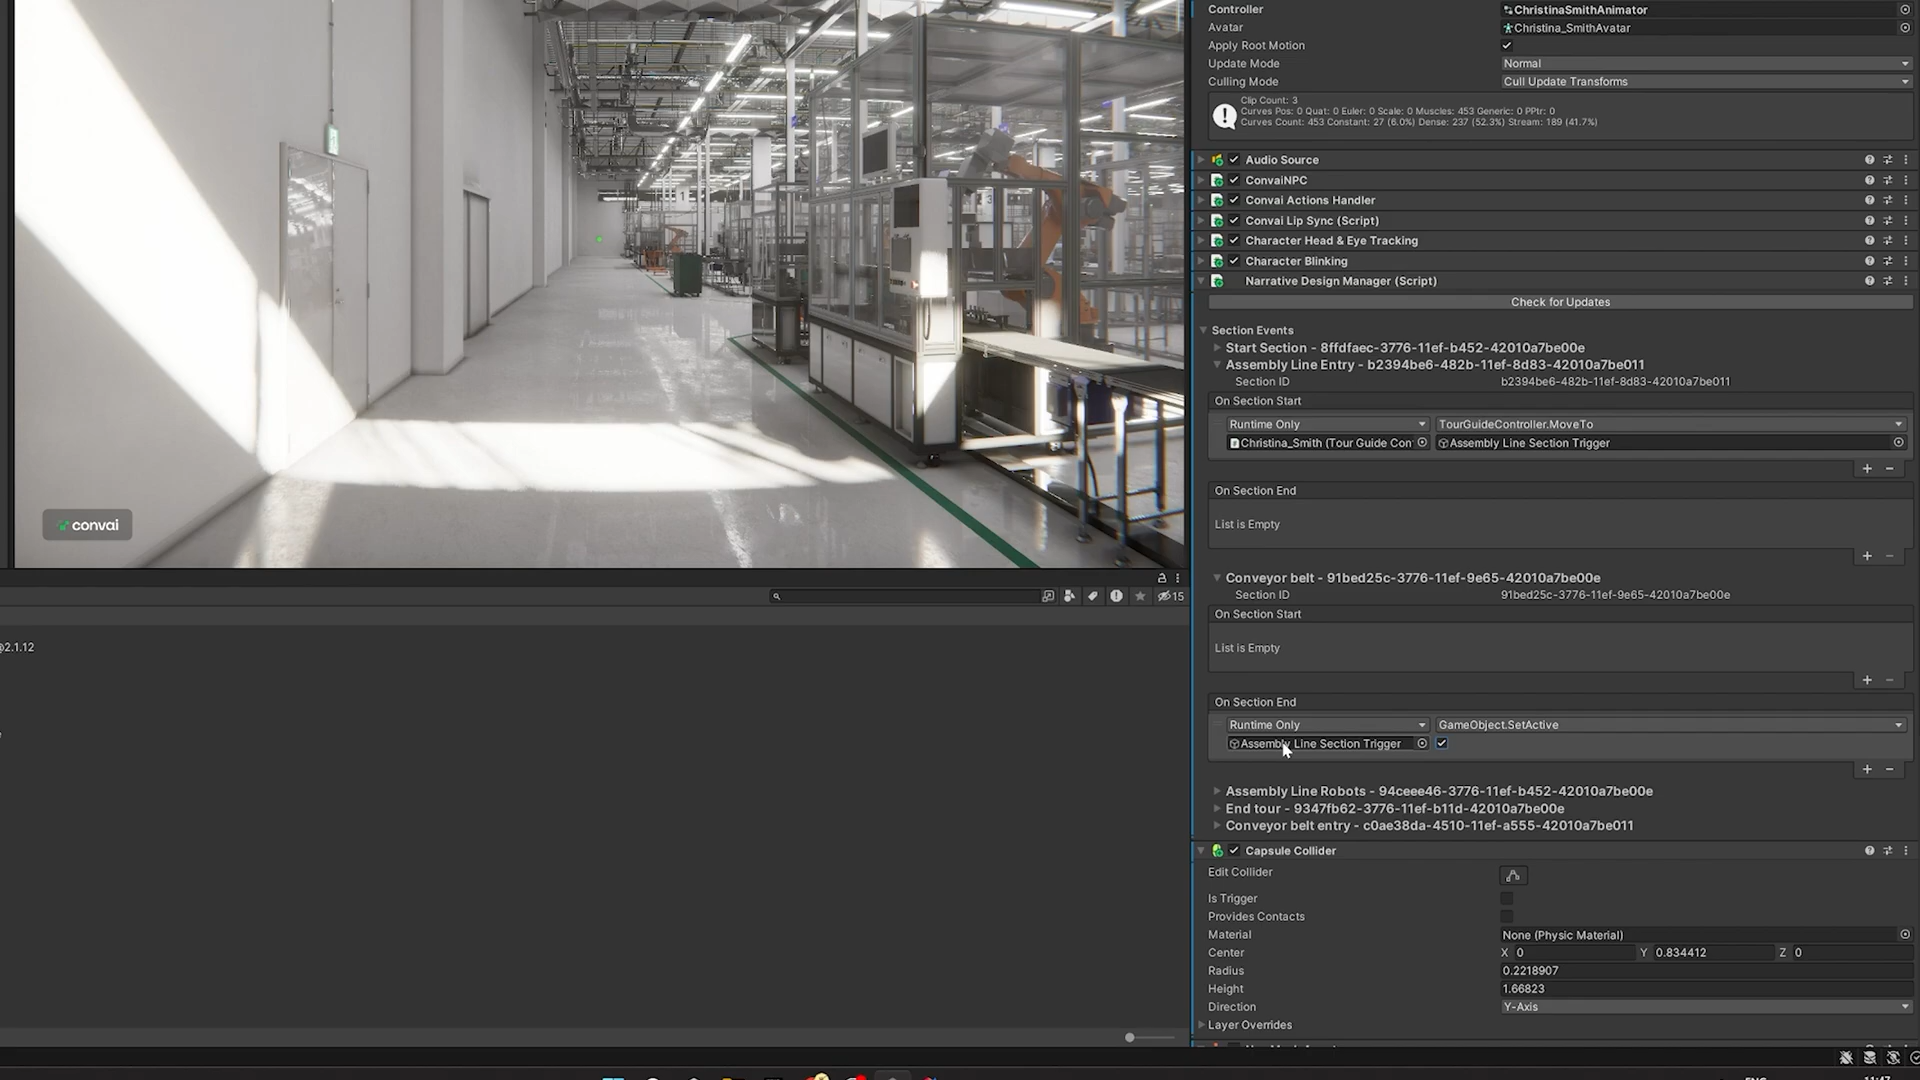 Controller
ChristinaSmithAnimator
Avatar
Christina_SmithAvatar
Apply Root Motion
Update Mode
Normal
Culling Mode
Cull Update Transforms
Clip Count: 3
Curves Pos: 0 Quat: 0 Euler: 0 Scale: 0 Muscles: 453 Generic: 0 PPtr: 0
Curves Count: 453 Constant: 27 (6.0%) Dense: 237 (52.3%) Stream: 189 (41.7%)
Audio Source
ConvaiNPC
Convai Actions Handler
Convai Lip Sync (Script)
Character Head & Eye Tracking
Character Blinking
Narrative Design Manager (Script)
Check for Updates
Section Events
Start Section - 8ffdfaec-3776-11ef-b452-42010a7be00e
Assembly Line Entry - b2394be6-482b-11ef-8d83-42010a7be011
Section ID
b2394be6-482b-11ef-8d83-42010a7be011
On Section Start
Runtime Only
TourGuideController.MoveTo
Christina_Smith (Tour Guide Con
Assembly Line Section Trigger
On Section End
List is Empty
Conveyor belt - 91bed25c-3776-11ef-9e65-42010a7be00e
Section ID
91bed25c-3776-11ef-9e65-42010a7be00e
On Section Start
List is Empty
On Section End
Runtime Only
GameObject.SetActive
Assembly Line Section Trigger
Assembly Line Robots - 94ceee46-3776-11ef-b452-42010a7be00e
End tour - 9347fb62-3776-11ef-b11d-42010a7be00e
Conveyor belt entry - c0ae38da-4510-11ef-a555-42010a7be011
Capsule Collider
Edit Collider
Is Trigger
Provides Contacts
Material
None (Physic Material)
Center
X 0 Y 0.834412 Z 0
Radius
0.2218907
Height
1.66823
Direction
Y-Axis
Layer Overrides
convai
15
@2.1.12